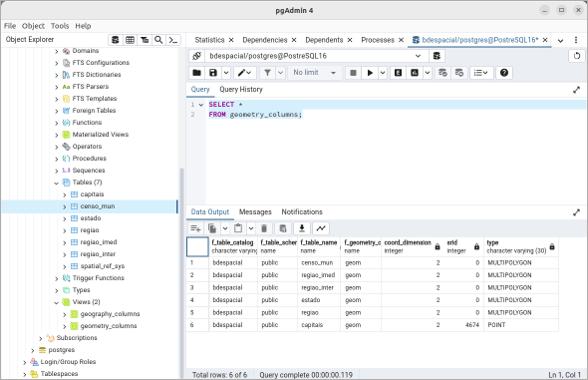 pgAdmin 4
File Object Tools Help
Object Explorer
Domains
FTS Configurations
FTS Dictionaries
FTS Parsers
FTS Templates
Foreign Tables
Functions
Materialized Views
Operators
Procedures
Sequences
Tables (7)
capitais
censo_mun
estado
regiao
regiao_imed
regiao_inter
spatial_ref_sys
Trigger Functions
Types
Views (2)
geography_columns
geometry_columns
Subscriptions
postgres
Login/Group Roles
Tablespaces
Statistics Dependencies Dependents Processes bdespacial/postgres@PostreSQL16*
bdespacial/postgres@PostreSQL16
No limit
Query Query History
1 SELECT *
2 FROM geometry_columns;
Data Output Messages Notifications
f_table_catalog f_table_scher f_table_name f_geometry_c coord_dimension srid type
character varying character varyi character vary name integer integer character varying (30)
1 bdespacial public censo_mun geom 2 0 MULTIPOLYGON
2 bdespacial public regiao_imed geom 2 0 MULTIPOLYGON
3 bdespacial public regiao_inter geom 2 0 MULTIPOLYGON
4 bdespacial public estado geom 2 0 MULTIPOLYGON
5 bdespacial public regiao geom 2 0 MULTIPOLYGON
6 bdespacial public capitais geom 2 4674 POINT
Total rows: 6 of 6 Query complete 00:00:00.119 Ln 1, Col 1